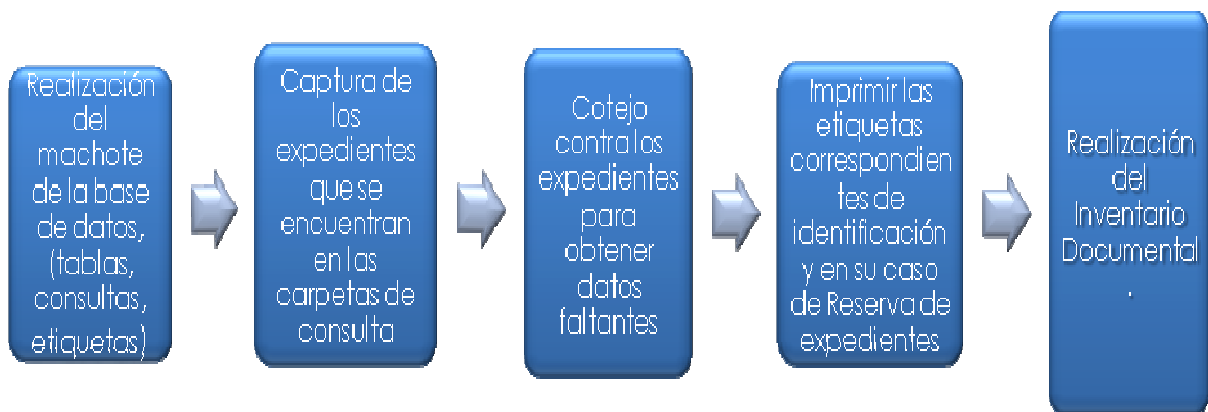 Realización
del
machote
de la base
de datos,
(tablas,
consultas,
etiquetas)
Captura de
los
expedientes
que se
encuentran
en las
carpetas de
consulta
Cotejo
contra los
expedientes
para
obtener
datos
faltantes
Imprimir las
etiquetas
correspondien
tes de
identificación
y en su caso
de Reserva de
expedientes
Realización
del
Inventario
Documental
.